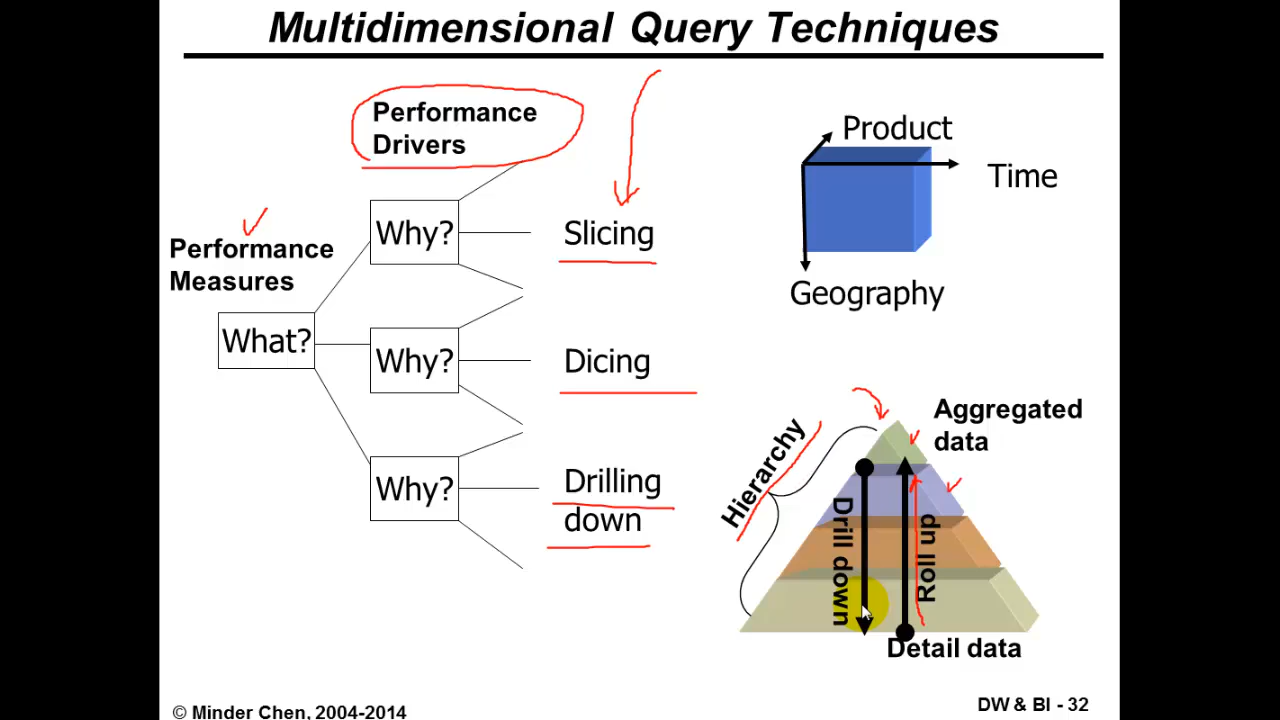 Multidimensional Query Techniques
Performance
Drivers
Performance
Measures
What?
Why?
Why?
Why?
Slicing
Dicing
Drilling
down
Product
Time
Geography
Aggregated
data
Hierarchy
Drill down
Roll up
Detail data
© Minder Chen, 2004-2014
DW & BI - 32